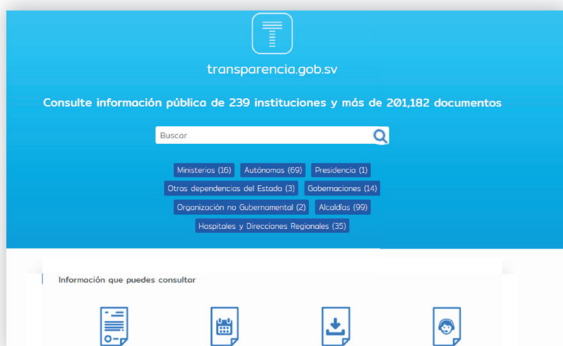 transparencia.gob.sv
Consulte información pública de 239 instituciones y más de 201,182 documentos
Buscar
Ministerios (16) Autónomas (69) Presidencia (1)
Otras dependencias del Estado (3) Gobernaciones (14)
Organización no Gubernamental (2) Alcaldías (99)
Hospitales y Direcciones Regionales (35)
Información que puedes consultar